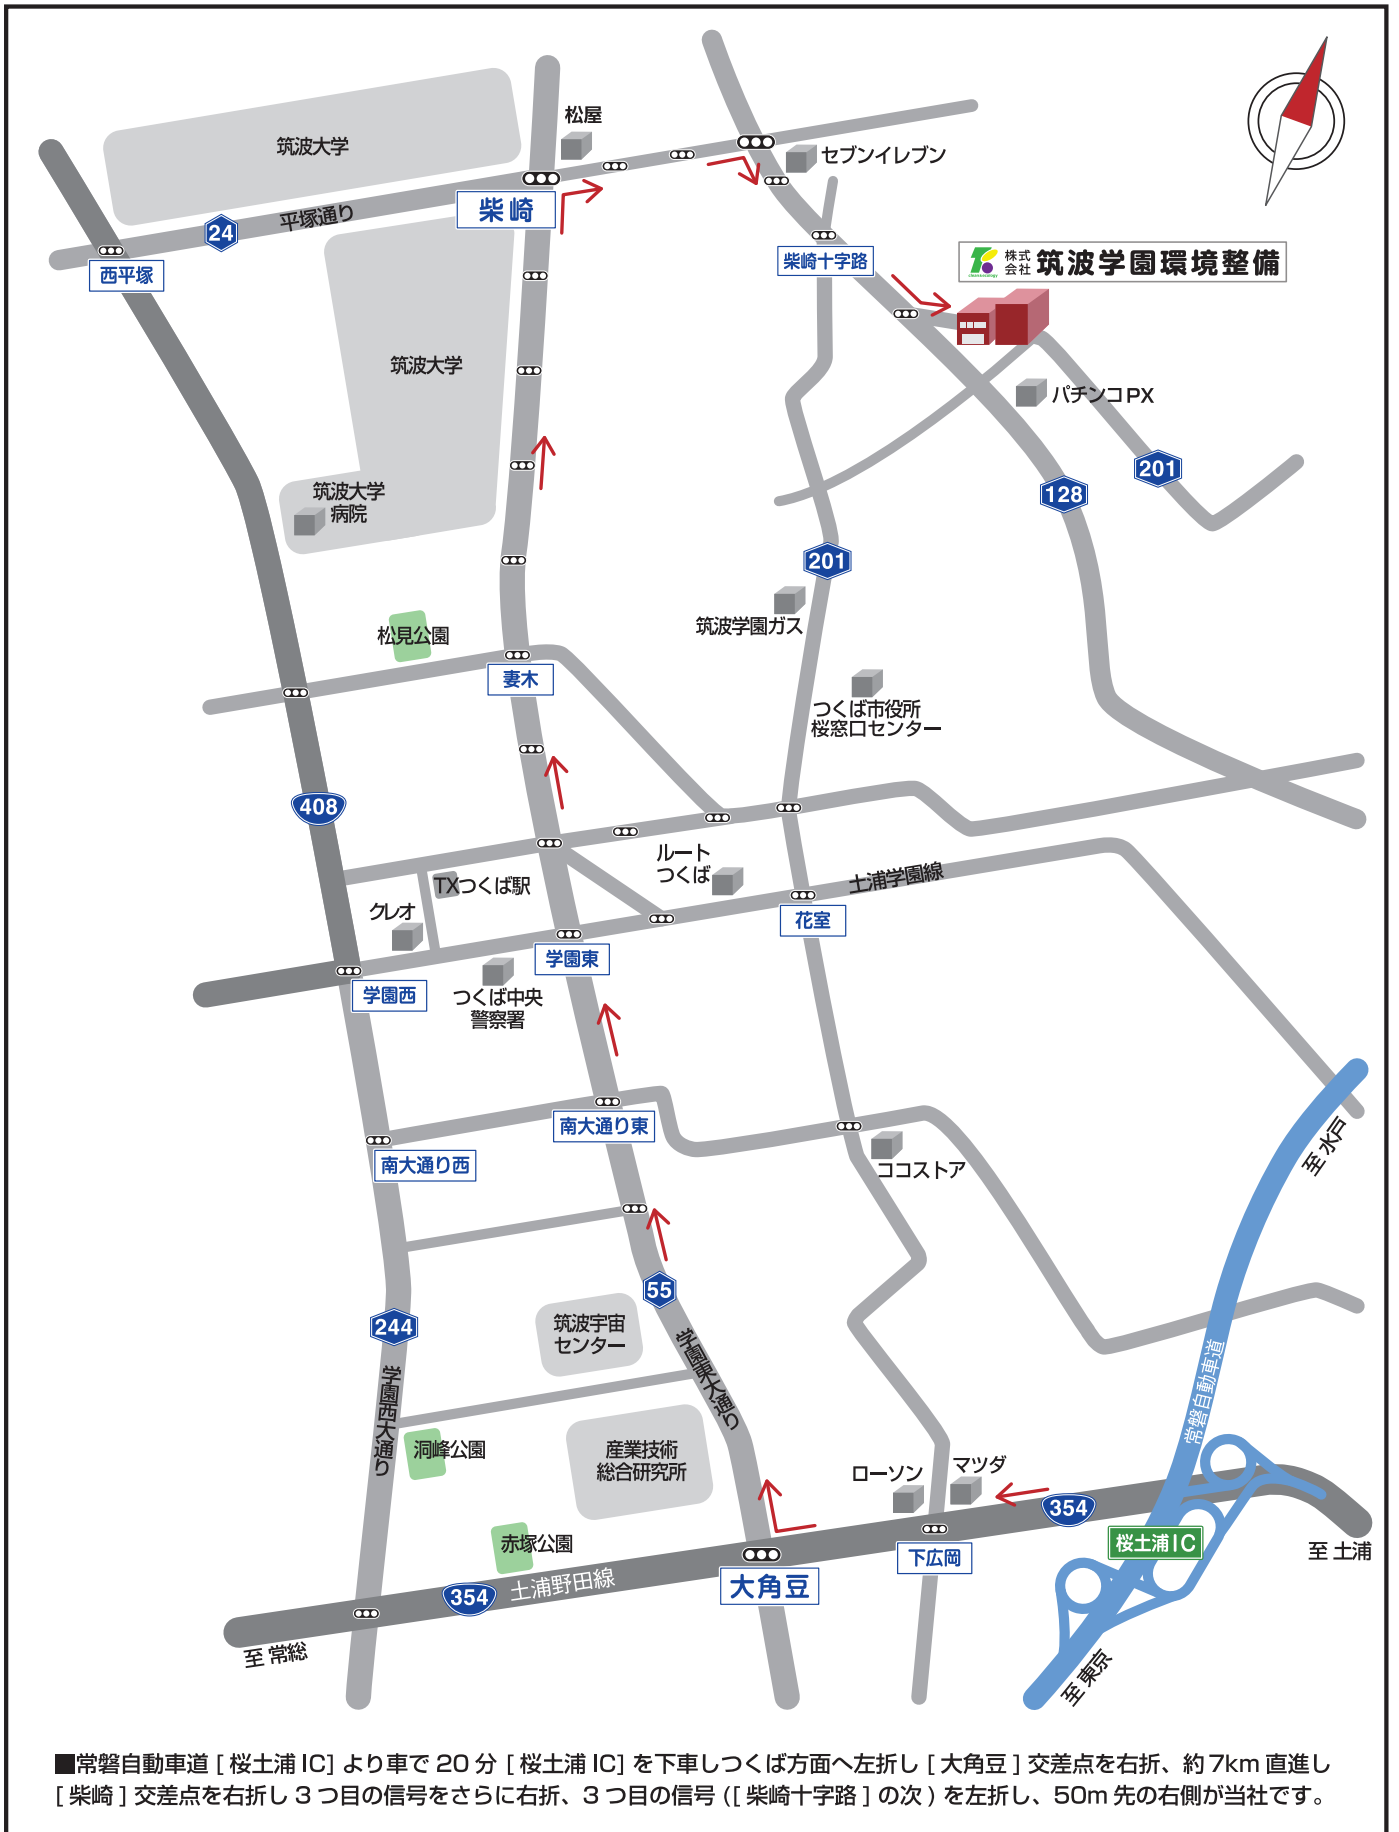 筑波大学
松屋
セブンイレブン
平塚通り
24
柴崎
西平塚
柴崎十字路
株式
会社
筑波学園環境整備
筑波大学
パチンコPX
201
128
筑波大学
病院
201
筑波学園ガス
松見公園
妻木
つくば市役所
桜窓口センター
408
ルート
つくば
土浦学園線
TXつくば駅
クレオ
花室
学園東
学園西
つくば中央
警察署
南大通り東
南大通り西
ココストア
至 水戸
55
244
筑波宇宙
センター
学園東大通り
学園西大通り
常磐自動車道
洞峰公園
産業技術
総合研究所
ローソン
マツダ
354
桜土浦IC
至 土浦
赤塚公園
下広岡
大角豆
354
土浦野田線
至 常総
至 東京
■常磐自動車道 [ 桜土浦 IC] より車で 20 分 [ 桜土浦 IC] を下車しつくば方面へ左折し [ 大角豆 ] 交差点を右折、約 7km 直進し
[ 柴崎 ] 交差点を右折し 3 つ目の信号をさらに右折、3 つ目の信号 ([ 柴崎十字路 ] の次 ) を左折し、50m 先の右側が当社です。